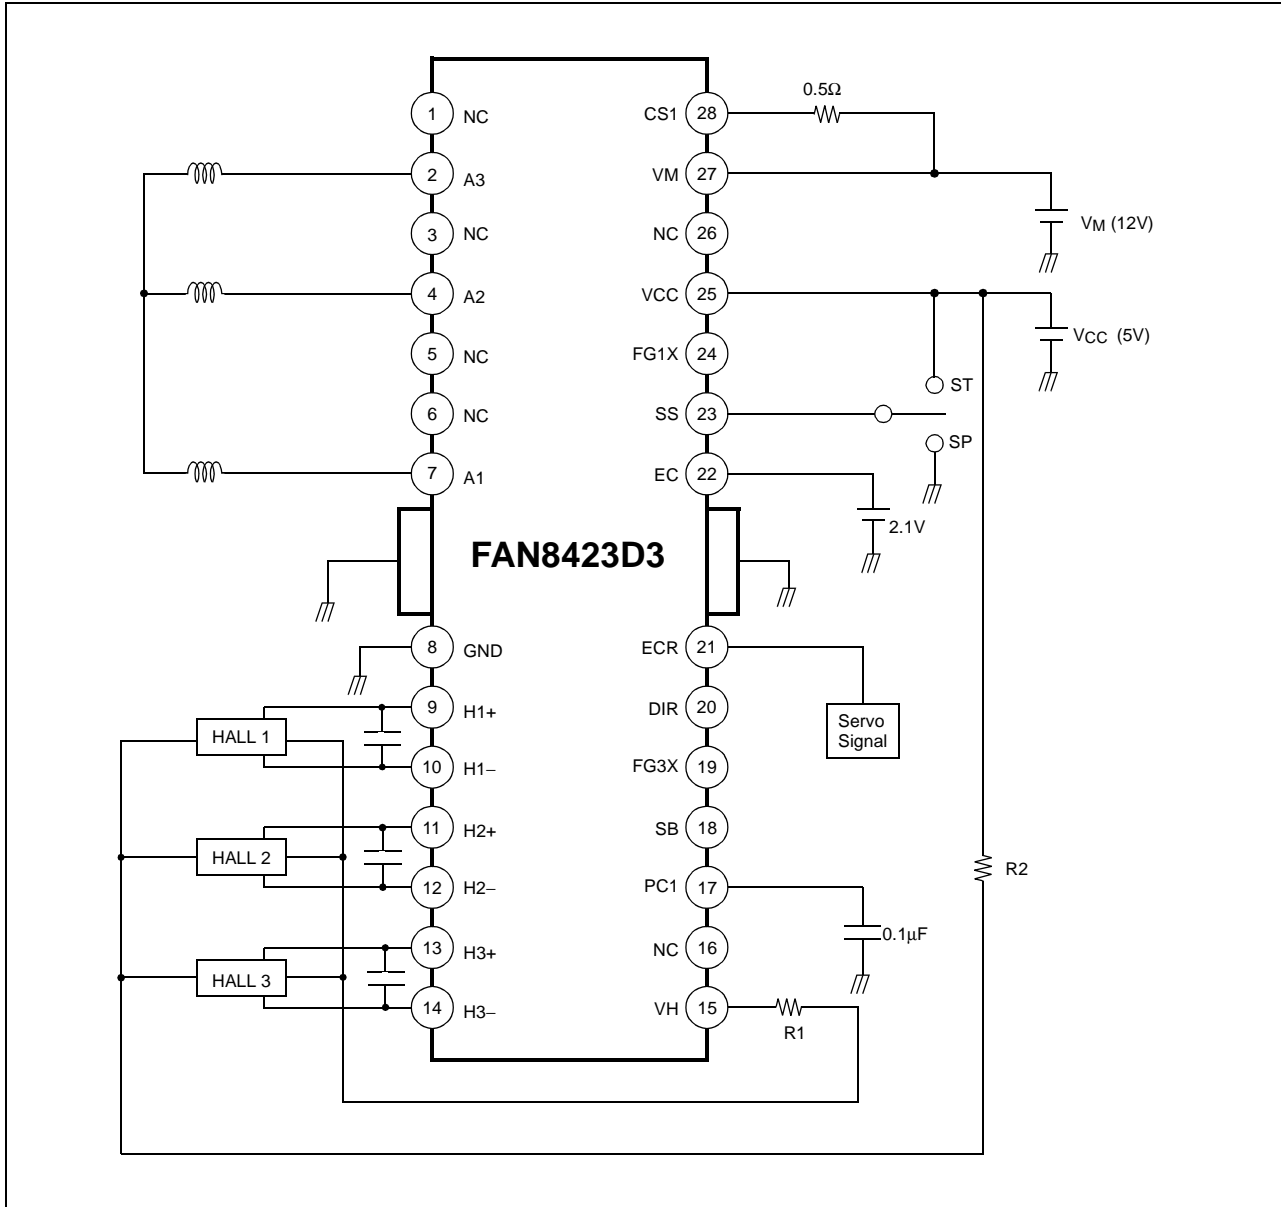 1 NC
2 A3
3 NC
4 A2
5 NC
6 NC
7 A1
8 GND
9 H1+
10 H1−
11 H2+
12 H2−
13 H3+
14 H3−
HALL 1
HALL 2
HALL 3
FAN8423D3
CS1 28
VM 27
NC 26
VCC 25
FG1X 24
SS 23
EC 22
ECR 21
DIR 20
FG3X 19
SB 18
PC1 17
NC 16
VH 15
0.5Ω
VM (12V)
VCC (5V)
ST
SP
2.1V
Servo
Signal
R2
0.1µF
R1